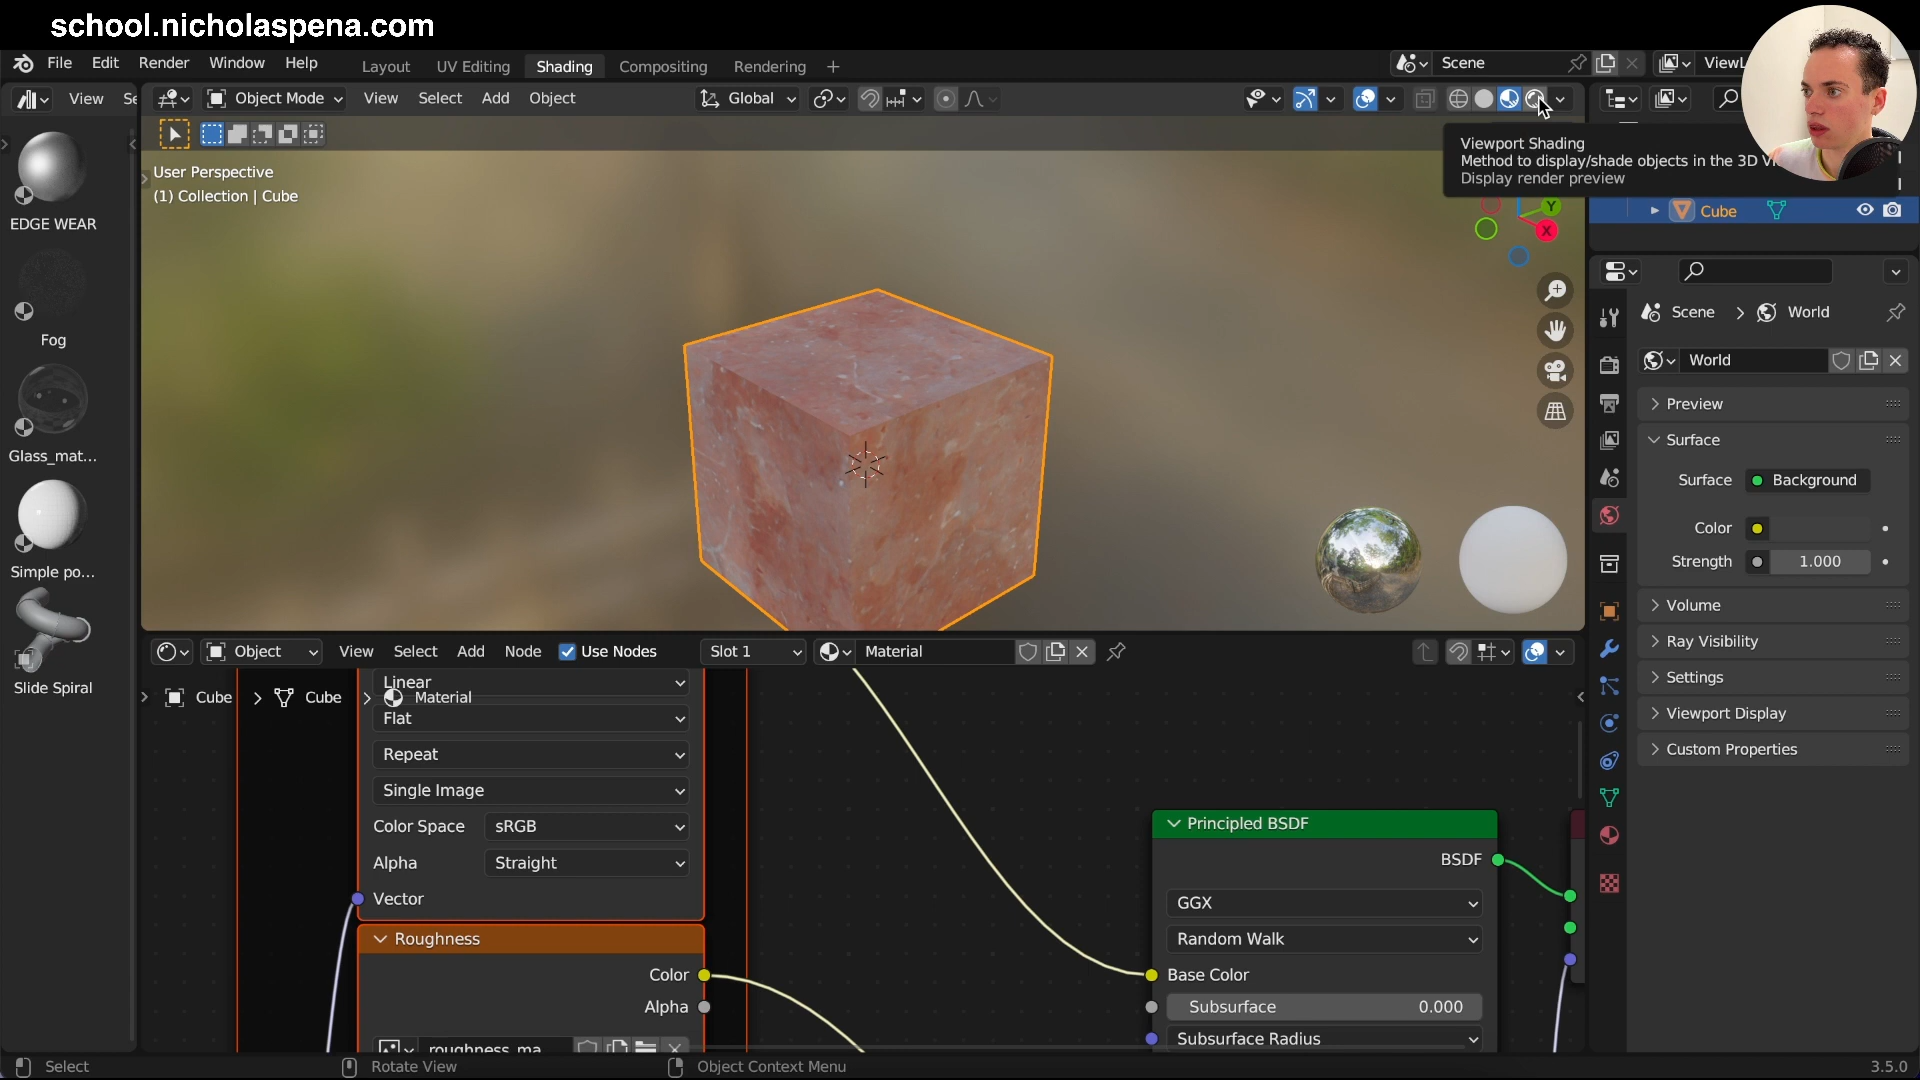 school.nicholaspena.com
File Edit Render Window Help Layout UV Editing Shading Compositing Rendering + Scene ViewL
View Se Object Mode View Select Add Object Global
Viewport Shading
Method to display/shade objects in the 3D Vi
Display render preview
User Perspective
(1) Collection | Cube
EDGE WEAR
Fog
Glass_mat...
Simple po...
Slide Spiral
Y
X
Cube
Scene > World
World
Preview
Surface
Surface Background
Color
Strength 1.000
Volume
Ray Visibility
Settings
Viewport Display
Custom Properties
Object View Select Add Node Use Nodes Slot 1 Material
Cube > Cube > Material
Linear
Flat
Repeat
Single Image
Color Space sRGB
Alpha Straight
Vector
Roughness
Color
Alpha
roughness_ma
Principled BSDF
BSDF
GGX
Random Walk
Base Color
Subsurface 0.000
Subsurface Radius
Select Rotate View Object Context Menu 3.5.0